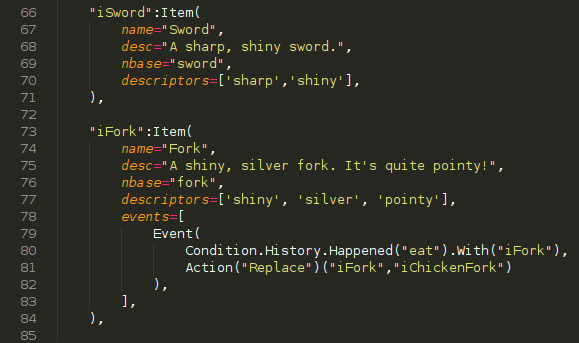 66 "iSword":Item(
67 name="Sword",
68 desc="A sharp, shiny sword.",
69 nbase="sword",
70 descriptors=['sharp','shiny'],
71 ),
72
73 "iFork":Item(
74 name="Fork",
75 desc="A shiny, silver fork. It's quite pointy!",
76 nbase="fork",
77 descriptors=['shiny', 'silver', 'pointy'],
78 events=[
79 Event(
80 Condition.History.Happened("eat").With("iFork"),
81 Action("Replace")("iFork","iChickenFork")
82 ),
83 ],
84 ),
85